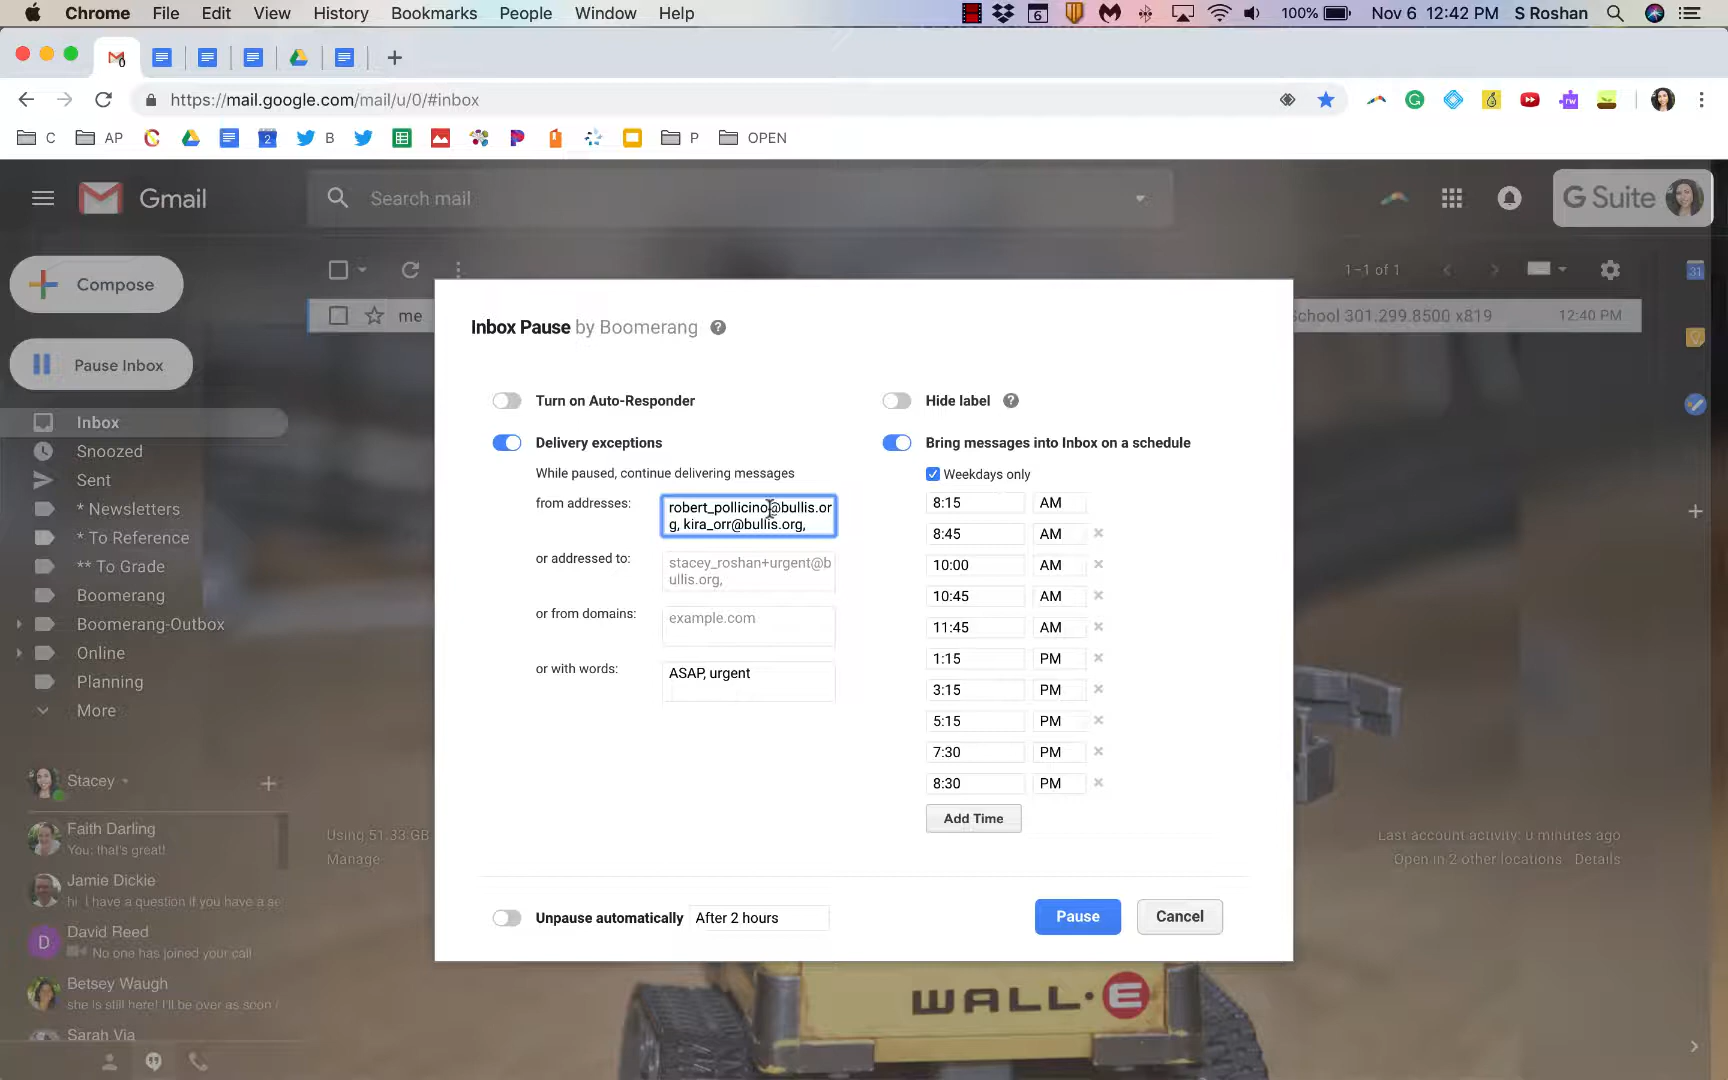 Chrome File Edit View History Bookmarks People Window Help 6 100% Nov 6 12:42 PM S Roshan
https://mail.google.com/mail/u/0/#inbox
C AP 2 B P OPEN
Gmail Search mail G Suite
Compose
1–1 of 1
31
me School 301.299.8500 x819 12:40 PM
Pause Inbox
Inbox
Snoozed
Sent
* Newsletters
* To Reference
** To Grade
Boomerang
Boomerang-Outbox
Online
Planning
More
Stacey
Faith Darling
You: that's great!
Jamie Dickie
hi I have a question if you have a se
D David Reed
No one has joined your call
Betsey Waugh
she is still here! I'll be over as soon
Sarah Via
Using 51.33 GB
Manage
Last account activity: 0 minutes ago
Open in 2 other locations Details
Inbox Pause by Boomerang ?
Turn on Auto-Responder
Delivery exceptions
While paused, continue delivering messages
from addresses: robert_pollicino@bullis.or
g, kira_orr@bullis.org,
or addressed to: stacey_roshan+urgent@b
ullis.org,
or from domains: example.com
or with words: ASAP, urgent
Hide label ?
Bring messages into Inbox on a schedule
Weekdays only
8:15 AM
8:45 AM
10:00 AM
10:45 AM
11:45 AM
1:15 PM
3:15 PM
5:15 PM
7:30 PM
8:30 PM
Add Time
Unpause automatically After 2 hours
Pause Cancel
WALL·E